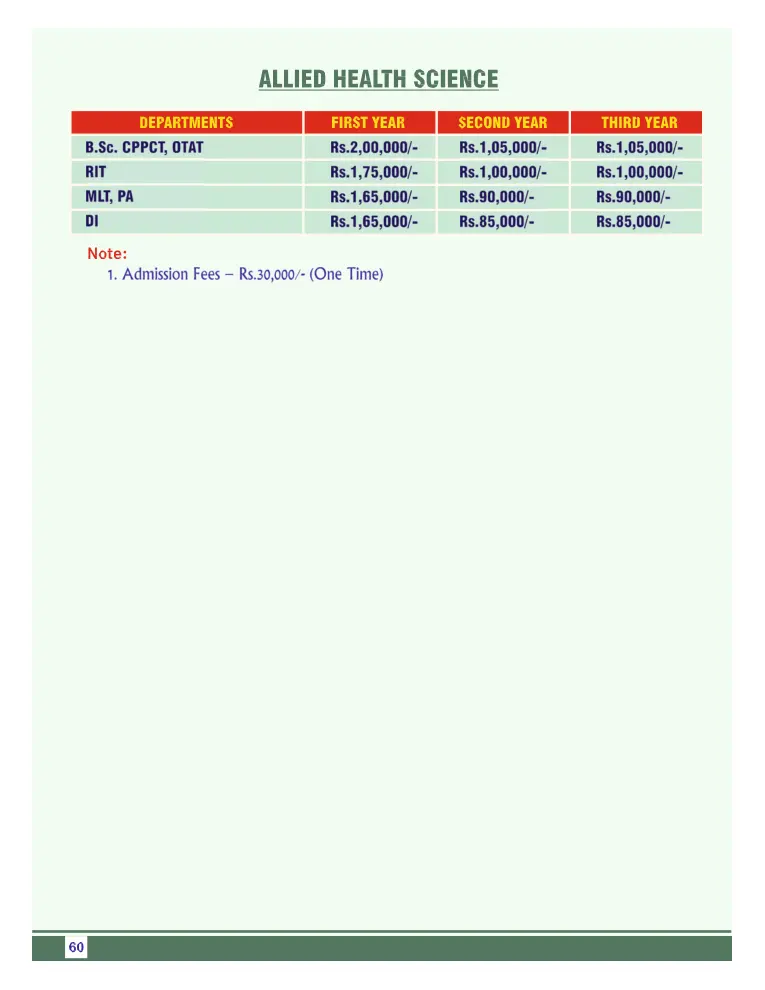 ALLIED HEALTH SCIENCE
DEPARTMENTS FIRST YEAR SECOND YEAR THIRD YEAR
B.Sc. CPPCT, OTAT Rs.2,00,000/- Rs.1,05,000/- Rs.1,05,000/-
RIT Rs.1,75,000/- Rs.1,00,000/- Rs.1,00,000/-
MLT, PA Rs.1,65,000/- Rs.90,000/- Rs.90,000/-
DI Rs.1,65,000/- Rs.85,000/- Rs.85,000/-
Note:
1. Admission Fees – Rs.30,000/- (One Time)
60